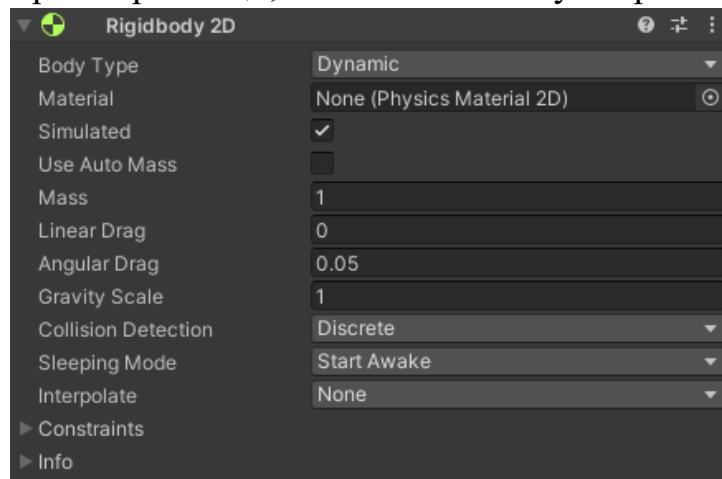 Rigidbody 2D
Body Type Dynamic
Material None (Physics Material 2D)
Simulated
Use Auto Mass
Mass 1
Linear Drag 0
Angular Drag 0.05
Gravity Scale 1
Collision Detection Discrete
Sleeping Mode Start Awake
Interpolate None
Constraints
Info